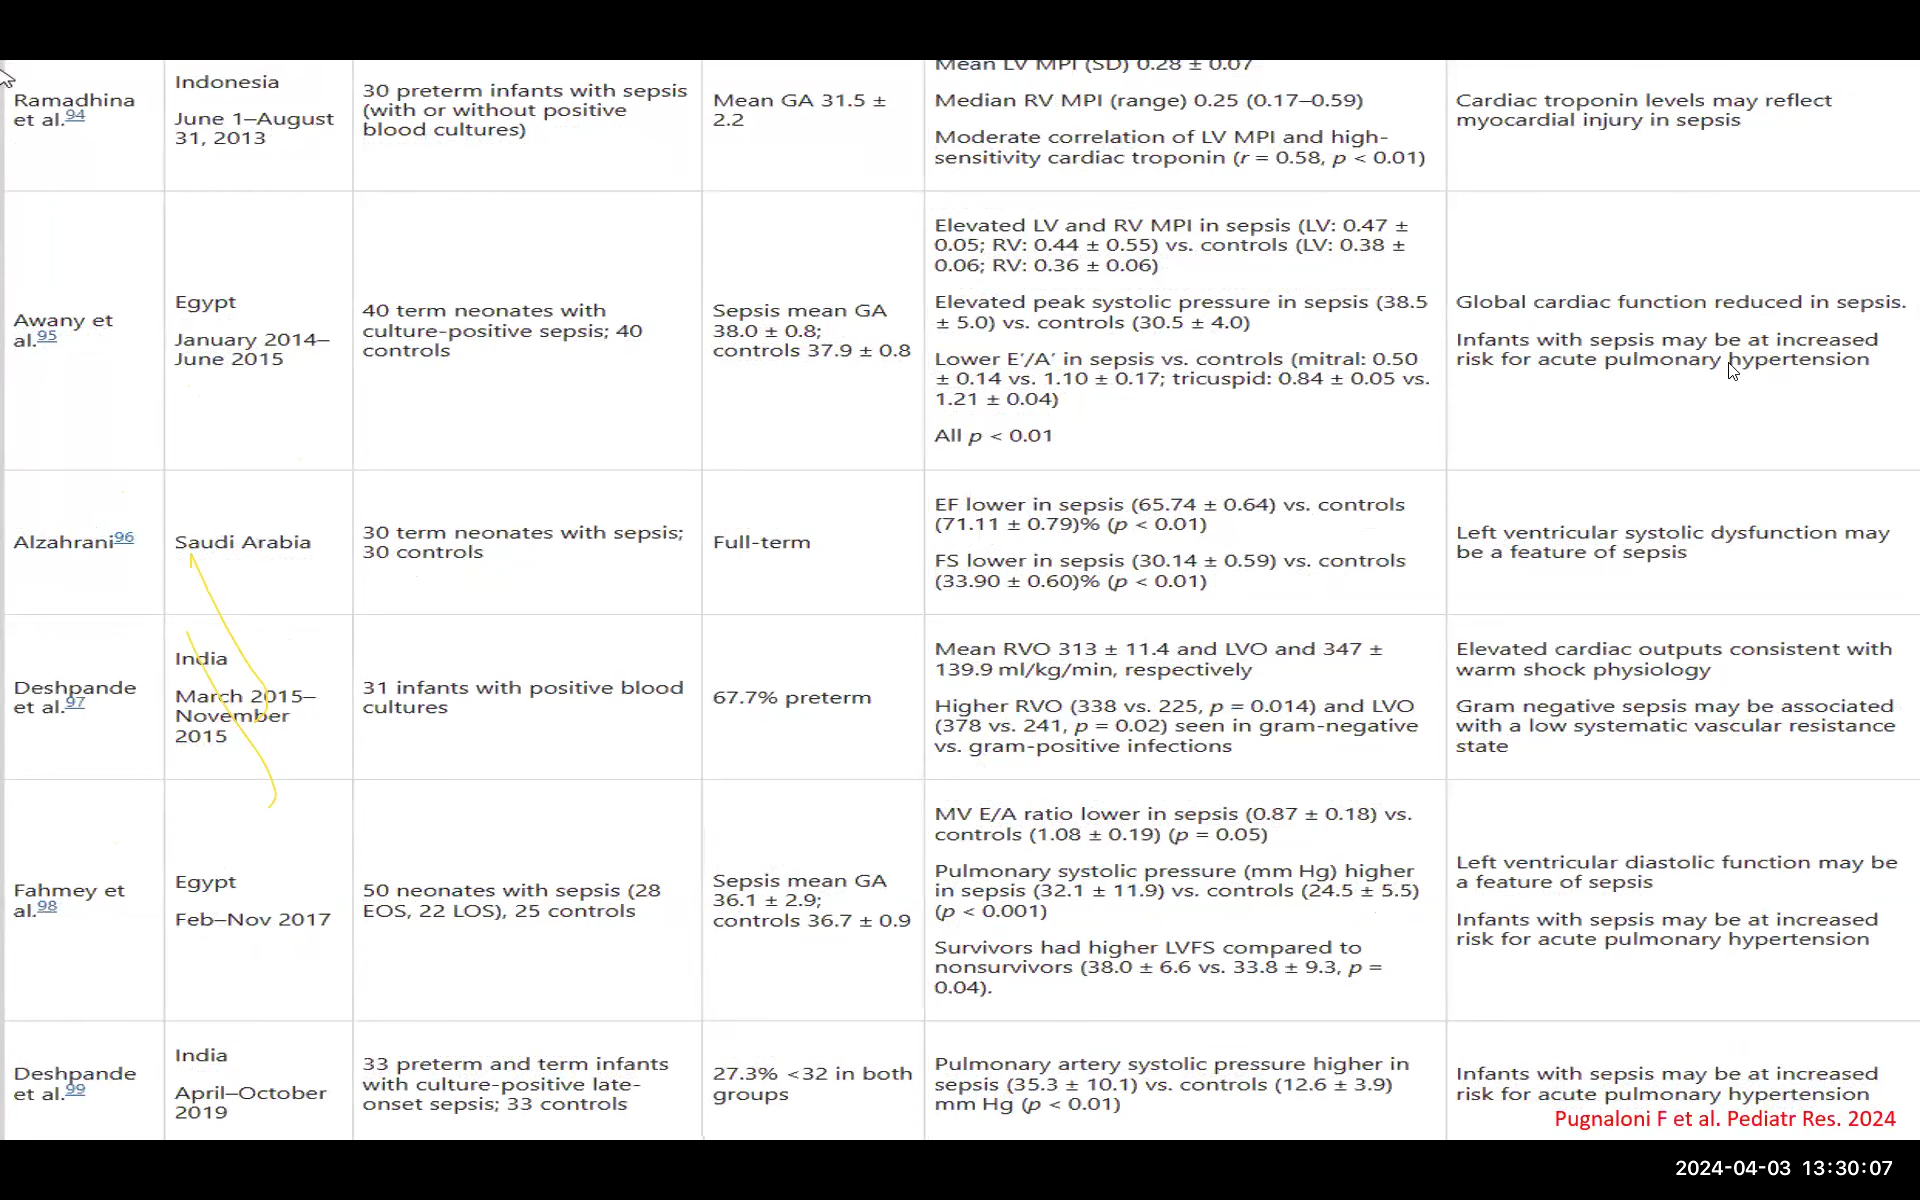 Mean LV MPI (SD) 0.28 ± 0.07
Ramadhina
et al.94
Indonesia
June 1–August
31, 2013
30 preterm infants with sepsis
(with or without positive
blood cultures)
Mean GA 31.5 ±
2.2
Median RV MPI (range) 0.25 (0.17–0.59)
Moderate correlation of LV MPI and high-
sensitivity cardiac troponin (r = 0.58, p < 0.01)
Cardiac troponin levels may reflect
myocardial injury in sepsis
Awany et
al.95
Egypt
January 2014–
June 2015
40 term neonates with
culture-positive sepsis; 40
controls
Sepsis mean GA
38.0 ± 0.8;
controls 37.9 ± 0.8
Elevated LV and RV MPI in sepsis (LV: 0.47 ±
0.05; RV: 0.44 ± 0.55) vs. controls (LV: 0.38 ±
0.06; RV: 0.36 ± 0.06)
Elevated peak systolic pressure in sepsis (38.5
± 5.0) vs. controls (30.5 ± 4.0)
Lower E′/A′ in sepsis vs. controls (mitral: 0.50
± 0.14 vs. 1.10 ± 0.17; tricuspid: 0.84 ± 0.05 vs.
1.21 ± 0.04)
All p < 0.01
Global cardiac function reduced in sepsis.
Infants with sepsis may be at increased
risk for acute pulmonary hypertension
Alzahrani96
Saudi Arabia
30 term neonates with sepsis;
30 controls
Full-term
EF lower in sepsis (65.74 ± 0.64) vs. controls
(71.11 ± 0.79)% (p < 0.01)
FS lower in sepsis (30.14 ± 0.59) vs. controls
(33.90 ± 0.60)% (p < 0.01)
Left ventricular systolic dysfunction may
be a feature of sepsis
Deshpande
et al.97
India
March 2015–
November
2015
31 infants with positive blood
cultures
67.7% preterm
Mean RVO 313 ± 11.4 and LVO and 347 ±
139.9 ml/kg/min, respectively
Higher RVO (338 vs. 225, p = 0.014) and LVO
(378 vs. 241, p = 0.02) seen in gram-negative
vs. gram-positive infections
Elevated cardiac outputs consistent with
warm shock physiology
Gram negative sepsis may be associated
with a low systematic vascular resistance
state
Fahmey et
al.98
Egypt
Feb–Nov 2017
50 neonates with sepsis (28
EOS, 22 LOS), 25 controls
Sepsis mean GA
36.1 ± 2.9;
controls 36.7 ± 0.9
MV E/A ratio lower in sepsis (0.87 ± 0.18) vs.
controls (1.08 ± 0.19) (p = 0.05)
Pulmonary systolic pressure (mm Hg) higher
in sepsis (32.1 ± 11.9) vs. controls (24.5 ± 5.5)
(p < 0.001)
Survivors had higher LVFS compared to
nonsurvivors (38.0 ± 6.6 vs. 33.8 ± 9.3, p =
0.04).
Left ventricular diastolic function may be
a feature of sepsis
Infants with sepsis may be at increased
risk for acute pulmonary hypertension
Deshpande
et al.99
India
April–October
2019
33 preterm and term infants
with culture-positive late-
onset sepsis; 33 controls
27.3% <32 in both
groups
Pulmonary artery systolic pressure higher in
sepsis (35.3 ± 10.1) vs. controls (12.6 ± 3.9)
mm Hg (p < 0.01)
Infants with sepsis may be at increased
risk for acute pulmonary hypertension
Pugnaloni F et al. Pediatr Res. 2024
2024-04-03 13:30:07